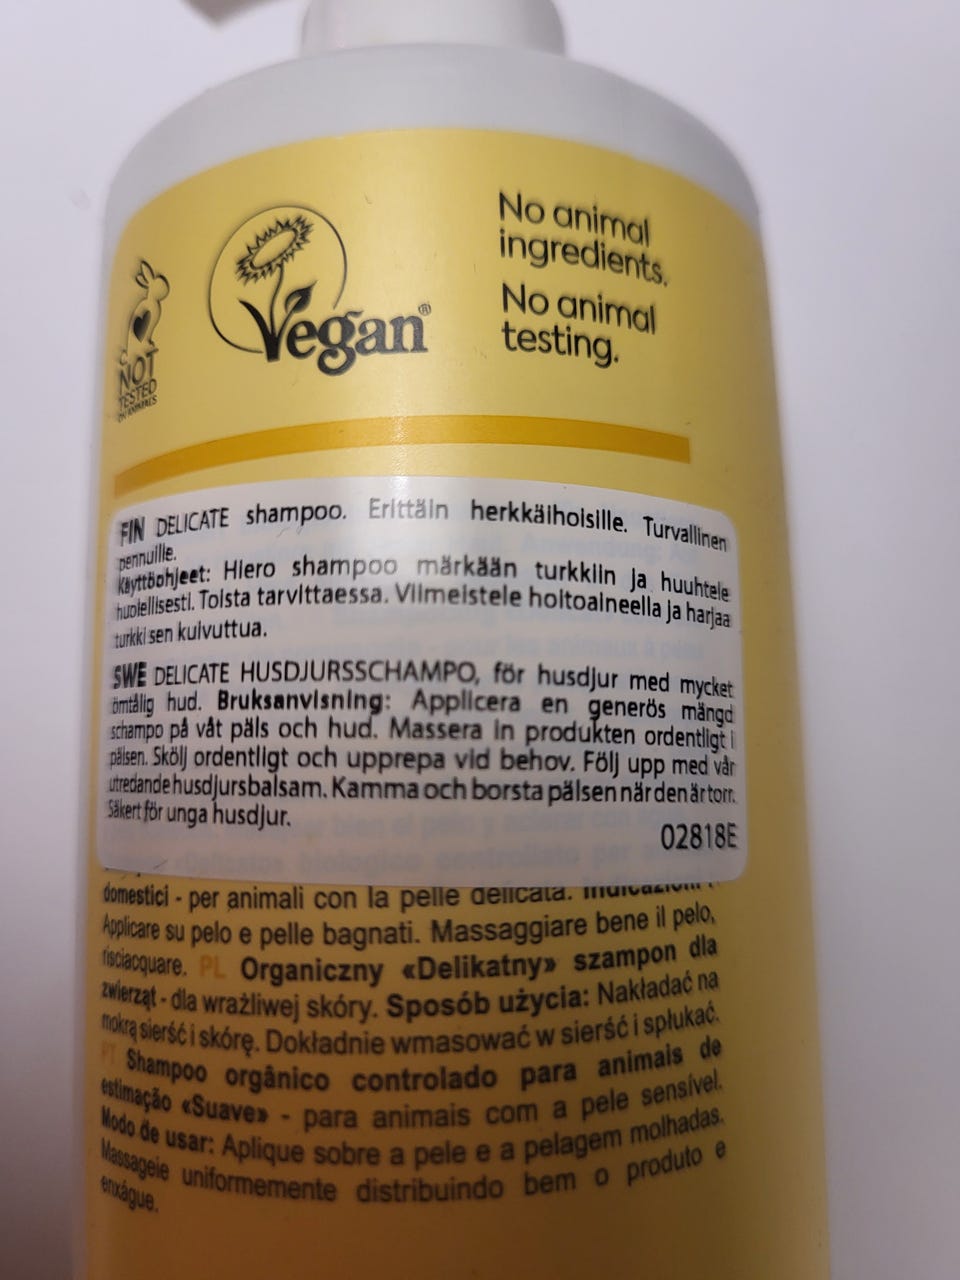 No animal
ingredients.
No animal
testing.
Vegan®
NOT
TESTED
ON ANIMALS
FIN DELICATE shampoo. Erittäin herkkäihoisille. Turvallinen
pennuille.
Käyttöohjeet: Hiero shampoo märkään turkkiin ja huuhtele
huolellisesti. Toista tarvittaessa. Viimeistele hoitoaineella ja harjaa
turkki sen kuivuttua.
SWE DELICATE HUSDJURSSCHAMPO, för husdjur med mycket
ömtålig hud. Bruksanvisning: Applicera en generös mängd
schampo på våt päls och hud. Massera in produkten ordentligt i
pälsen. Skölj ordentligt och upprepa vid behov. Följ upp med vår
utredande husdjursbalsam. Kamma och borsta pälsen när den är torr.
Säkert för unga husdjur.
02818E
domestici - per animali con la pelle delicata.
Applicare su pelo e pelle bagnati. Massaggiare bene il pelo,
risciacquare. PL Organiczny «Delikatny» szampon dla
zwierząt - dla wrażliwej skóry. Sposób użycia: Nakładać na
mokrą sierść i skórę. Dokładnie wmasować w sierść i spłukać.
PT Shampoo orgânico controlado para animais de
estimação «Suave» - para animais com a pele sensível.
Modo de usar: Aplique sobre a pele e a pelagem molhadas.
Massageie uniformemente distribuindo bem o produto e
enxágue.